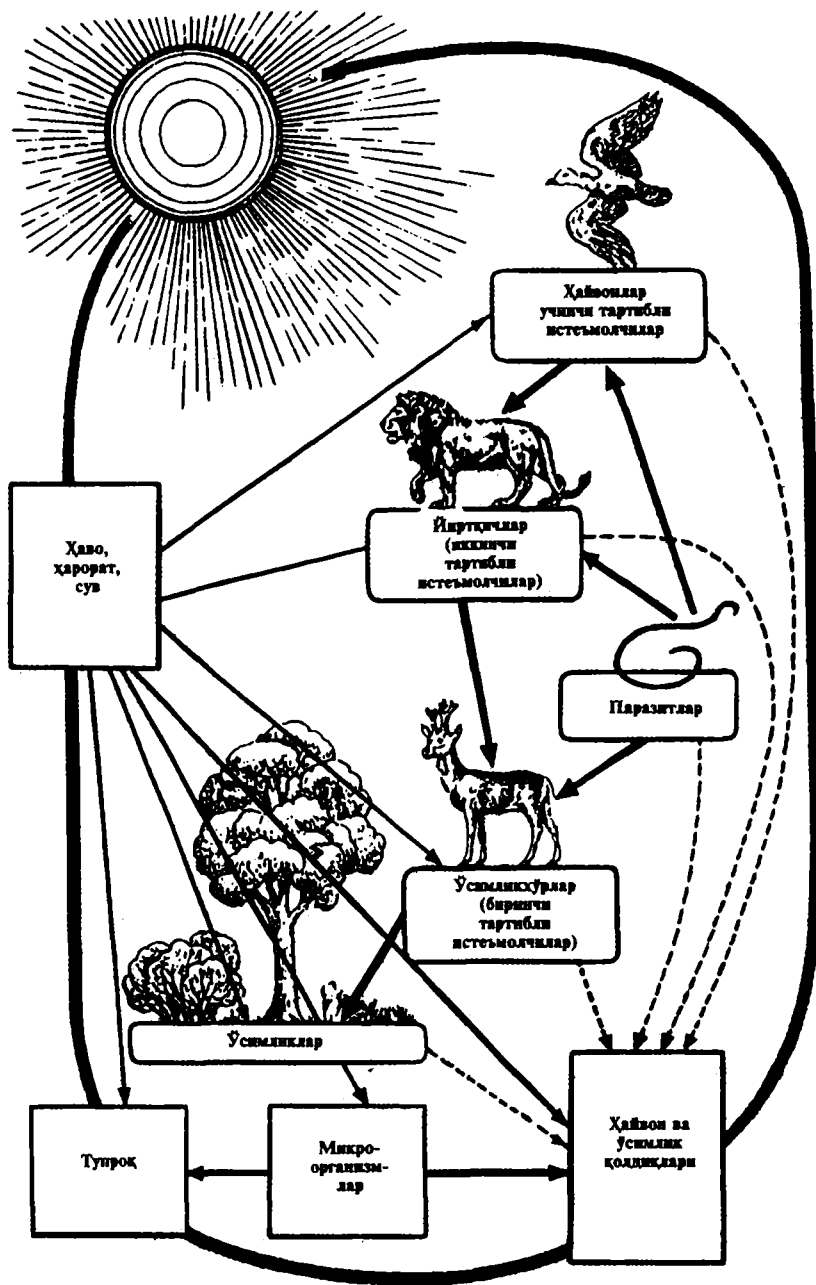 Ҳайвонлар
учинчи тартибли
истеъмолчилар
Йиртқичлар
(иккинчи
тартибли
истеъмолчилар)
Ҳаво,
ҳарорат,
сув
Паразитлар
Ўсимликхўрлар
(биринчи
тартибли
истеъмолчилар)
Ўсимликлар
Тупроқ
Микро-
организм-
лар
Ҳайвон ва
ўсимлик
қолдиқлари